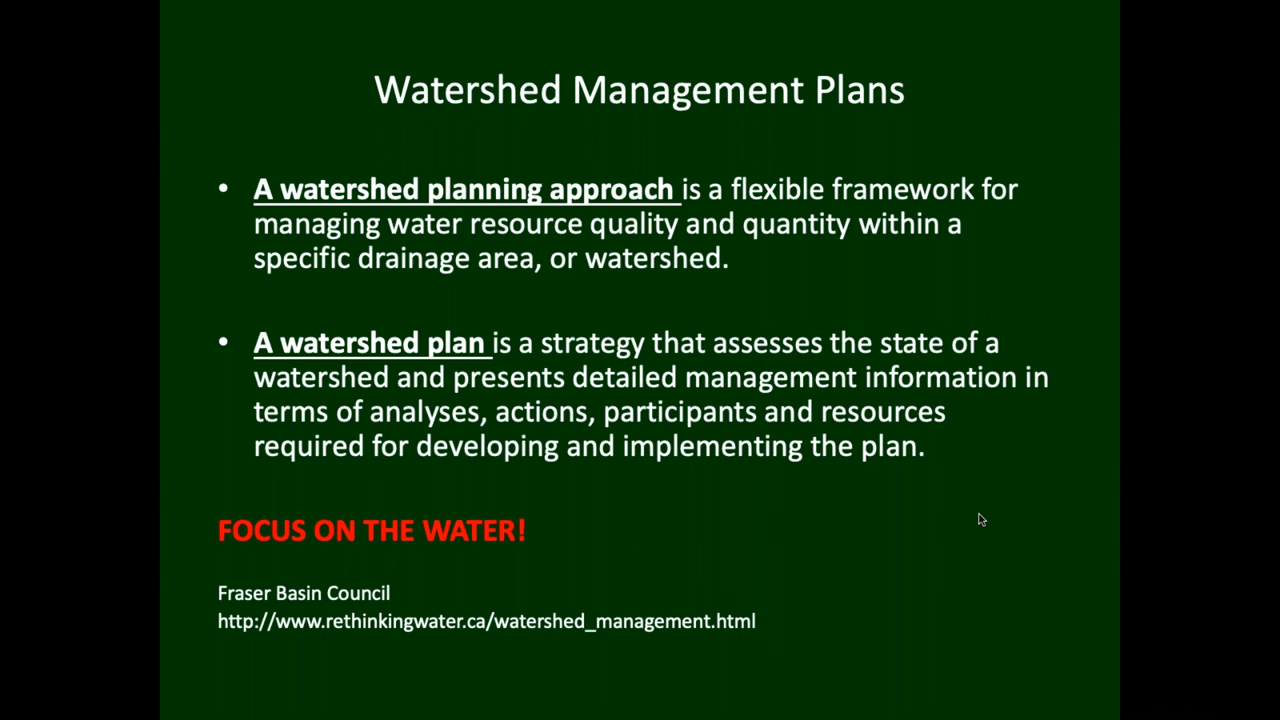 Watershed Management Plans
• A watershed planning approach is a flexible framework for
managing water resource quality and quantity within a
specific drainage area, or watershed.
• A watershed plan is a strategy that assesses the state of a
watershed and presents detailed management information in
terms of analyses, actions, participants and resources
required for developing and implementing the plan.
FOCUS ON THE WATER!
Fraser Basin Council
http://www.rethinkingwater.ca/watershed_management.html